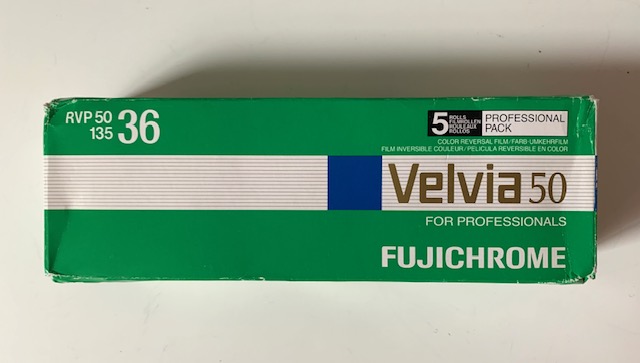 RVP 50
135 36
5 ROLLS
FILMROLLEN
ROULEAUX
ROLLOS
PROFESSIONAL
PACK
COLOR REVERSAL FILM/FARB-UMKEHRFILM
FILM INVERSIBLE COULEUR/PELICULA REVERSIBLE EN COLOR
Velvia 50
FOR PROFESSIONALS
FUJICHROME